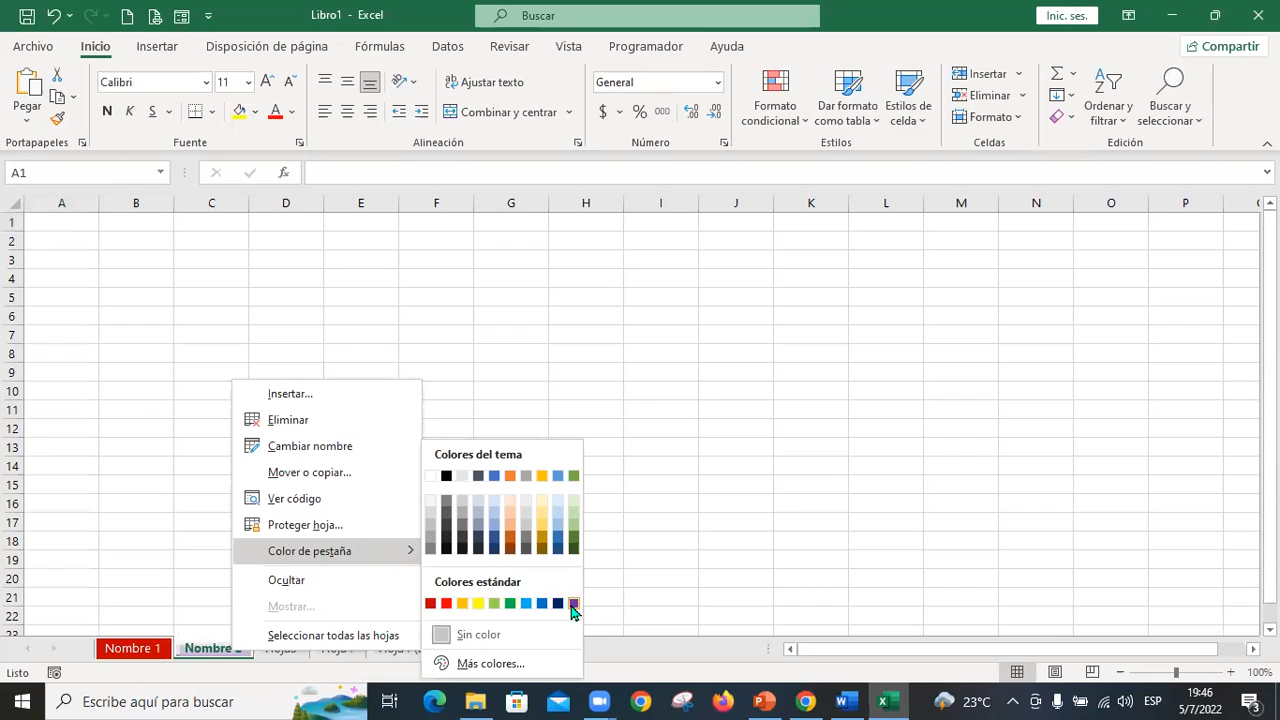 Libro1 - Excel
Buscar
Inic. ses.
Archivo
Inicio
Insertar
Disposición de página
Fórmulas
Datos
Revisar
Vista
Programador
Ayuda
Compartir
Pegar
Calibri
11
N K S
Ajustar texto
Combinar y centrar
General
$ % 000
Formato condicional
Dar formato como tabla
Estilos de celda
Insertar
Eliminar
Formato
Ordenar y filtrar
Buscar y seleccionar
Portapapeles
Fuente
Alineación
Número
Estilos
Celdas
Edición
A1
fx
A B C D E F G H I J K L M N O P
1
2
3
4
5
6
7
8
9
10
11
12
13
14
15
16
17
18
19
20
21
22
Insertar...
Eliminar
Cambiar nombre
Mover o copiar...
Ver código
Proteger hoja...
Color de pestaña
Ocultar
Mostrar...
Seleccionar todas las hojas
Colores del tema
Colores estándar
Sin color
Más colores...
Nombre 1
Listo
100%
Escribe aquí para buscar
23°C
ESP
19:46
5/7/2022